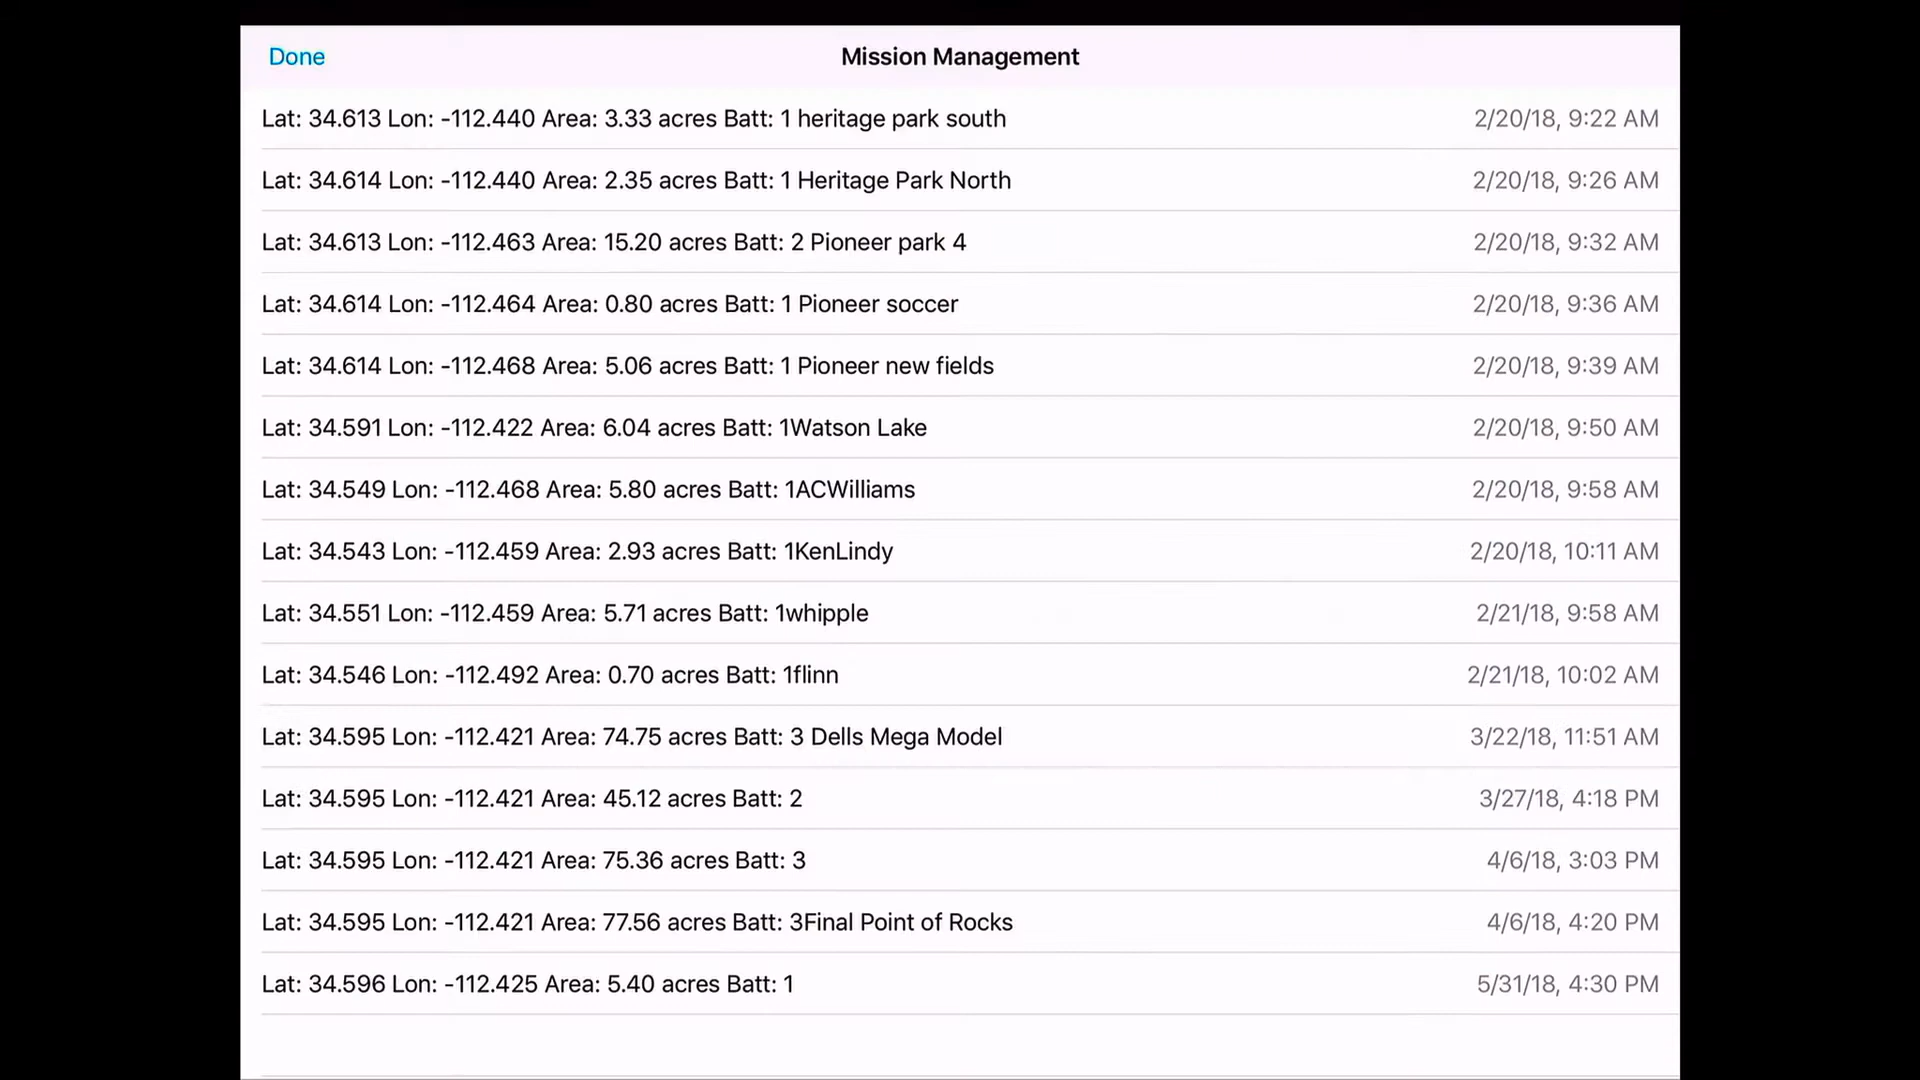 Done
Mission Management
Lat: 34.613 Lon: -112.440 Area: 3.33 acres Batt: 1 heritage park south 2/20/18, 9:22 AM
Lat: 34.614 Lon: -112.440 Area: 2.35 acres Batt: 1 Heritage Park North 2/20/18, 9:26 AM
Lat: 34.613 Lon: -112.463 Area: 15.20 acres Batt: 2 Pioneer park 4 2/20/18, 9:32 AM
Lat: 34.614 Lon: -112.464 Area: 0.80 acres Batt: 1 Pioneer soccer 2/20/18, 9:36 AM
Lat: 34.614 Lon: -112.468 Area: 5.06 acres Batt: 1 Pioneer new fields 2/20/18, 9:39 AM
Lat: 34.591 Lon: -112.422 Area: 6.04 acres Batt: 1Watson Lake 2/20/18, 9:50 AM
Lat: 34.549 Lon: -112.468 Area: 5.80 acres Batt: 1ACWilliams 2/20/18, 9:58 AM
Lat: 34.543 Lon: -112.459 Area: 2.93 acres Batt: 1KenLindy 2/20/18, 10:11 AM
Lat: 34.551 Lon: -112.459 Area: 5.71 acres Batt: 1whipple 2/21/18, 9:58 AM
Lat: 34.546 Lon: -112.492 Area: 0.70 acres Batt: 1flinn 2/21/18, 10:02 AM
Lat: 34.595 Lon: -112.421 Area: 74.75 acres Batt: 3 Dells Mega Model 3/22/18, 11:51 AM
Lat: 34.595 Lon: -112.421 Area: 45.12 acres Batt: 2 3/27/18, 4:18 PM
Lat: 34.595 Lon: -112.421 Area: 75.36 acres Batt: 3 4/6/18, 3:03 PM
Lat: 34.595 Lon: -112.421 Area: 77.56 acres Batt: 3Final Point of Rocks 4/6/18, 4:20 PM
Lat: 34.596 Lon: -112.425 Area: 5.40 acres Batt: 1 5/31/18, 4:30 PM